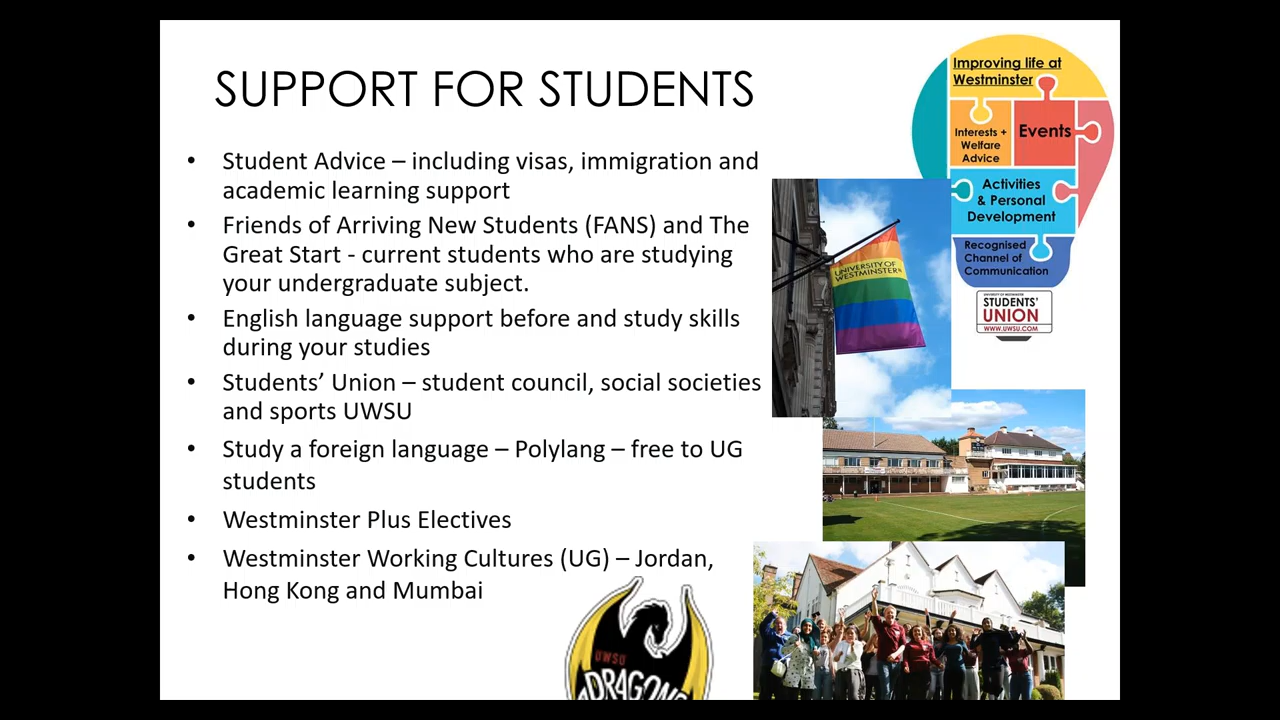 SUPPORT FOR STUDENTS
• Student Advice – including visas, immigration and
academic learning support
• Friends of Arriving New Students (FANS) and The
Great Start - current students who are studying
your undergraduate subject.
• English language support before and study skills
during your studies
• Students’ Union – student council, social societies
and sports UWSU
• Study a foreign language – Polylang – free to UG
students
• Westminster Plus Electives
• Westminster Working Cultures (UG) – Jordan,
Hong Kong and Mumbai
Improving life at
Westminster
Interests +
Welfare
Advice
Events
Activities
& Personal
Development
Recognised
Channel of
Communication
UNIVERSITY OF WESTMINSTER
STUDENTS'
UNION
WWW.UWSU.COM
UNIVERSITY OF
WESTMINSTER
UWSU
DRAGONS